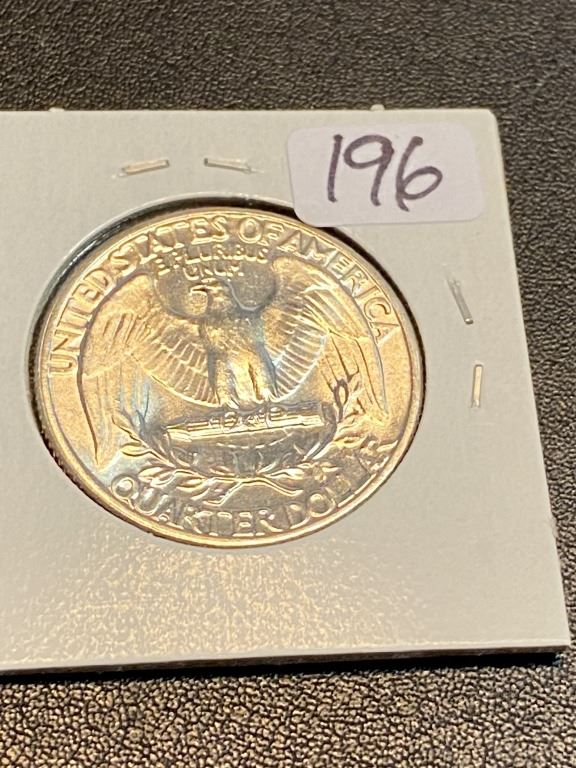 196
UNITED STATES OF AMERICA
E PLURIBUS
UNUM
QUARTER DOLLAR